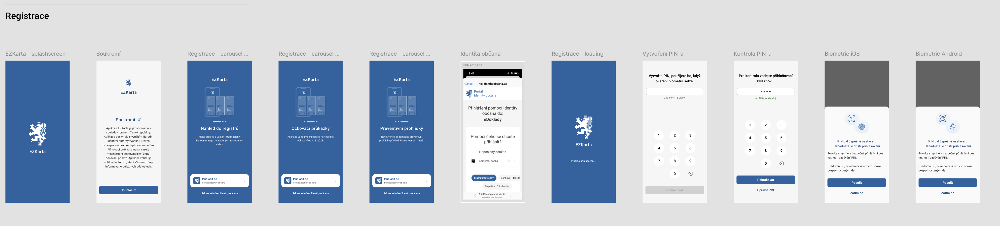 Registrace
EZKarta - splashscreen
EZKarta
Soukromí
EZKarta
Soukromí
Aplikace EZKarta je provozována v
souladu s právem České republiky.
Aplikace poskytuje s využitím Národní
identitní autority vysokou úroveň
zabezpečení pro přístup k Vašim datům.
Očkovací průkazka nenahrazuje
mezinárodní cestovatelský "žlutý"
očkovací průkaz. Aplikace zahrnuje
notifikační funkci, která Vás umožňuje
informovat o důležitých událostech.
Souhlasím
Registrace - carousel ...
EZKarta
Náhled do registrů
Mějte přehled o vašich informacích v
Národním registru hrazených zdravotních
služeb.
Přihlásit se
Pomocí identity občana
Jak na založení identity občana
Registrace - carousel ...
EZKarta
Očkovací průkazky
Aplikace vám umožní náhled na všechna
očkování od 1. 1. 2023.
Přihlásit se
Pomocí identity občana
Jak na založení identity občana
Registrace - carousel ...
EZKarta
Preventivní prohlídky
Navštívené i doporučené preventivní
prohlídky přehledně a na jednom místě.
Přihlásit se
Pomocí identity občana
Jak na založení identity občana
Identita občana
NIA embedit
9:41
Cancel nia.identitaobcana.cz
Portál
Identity občana
Přihlášení pomocí Identity
občana do:
eDoklady
Pomocí čeho se chcete
přihlásit?
Naposledy použito
KB Komerční banka
Státní prostředky Bankovní identita
MojeID a I.CA identita
Přihlášení pomocí Identi...
www.identitaobcana.cz
Registrace - loading
EZKarta
Probíhá přihlašování...
Vytvoření PIN-u
Vytvořte PIN, použijete ho, když
ověření biometrií selže.
Zadejte 4 - 8 číslic.
1 2 3
4 5 6
7 8 9
0
Pokračovat
Kontrola PIN-u
Pro kontrolu zadejte přihlašovací
PIN znovu.
••••
✓ PINy se shodují
1 2 3
4 5 6
7 8 9
0
Pokračovat
Upravit PIN
Biometrie iOS
PIN byl úspěšně nastaven.
Usnadněte si příští přihlašování
Povolte si rychlé a bezpečné přihlášení bez
nutnosti zadávání PIN.
Uvědomuji si, že nahrání více osob ohrozí
bezpečnost mých dat.
Povolit
Zatím ne
Biometrie Android
PIN byl úspěšně nastaven.
Usnadněte si příští přihlašování
Povolte si rychlé a bezpečné přihlášení bez
nutnosti zadávání PIN.
Uvědomuji si, že nahrání více osob ohrozí
bezpečnost mých dat.
Povolit
Zatím ne